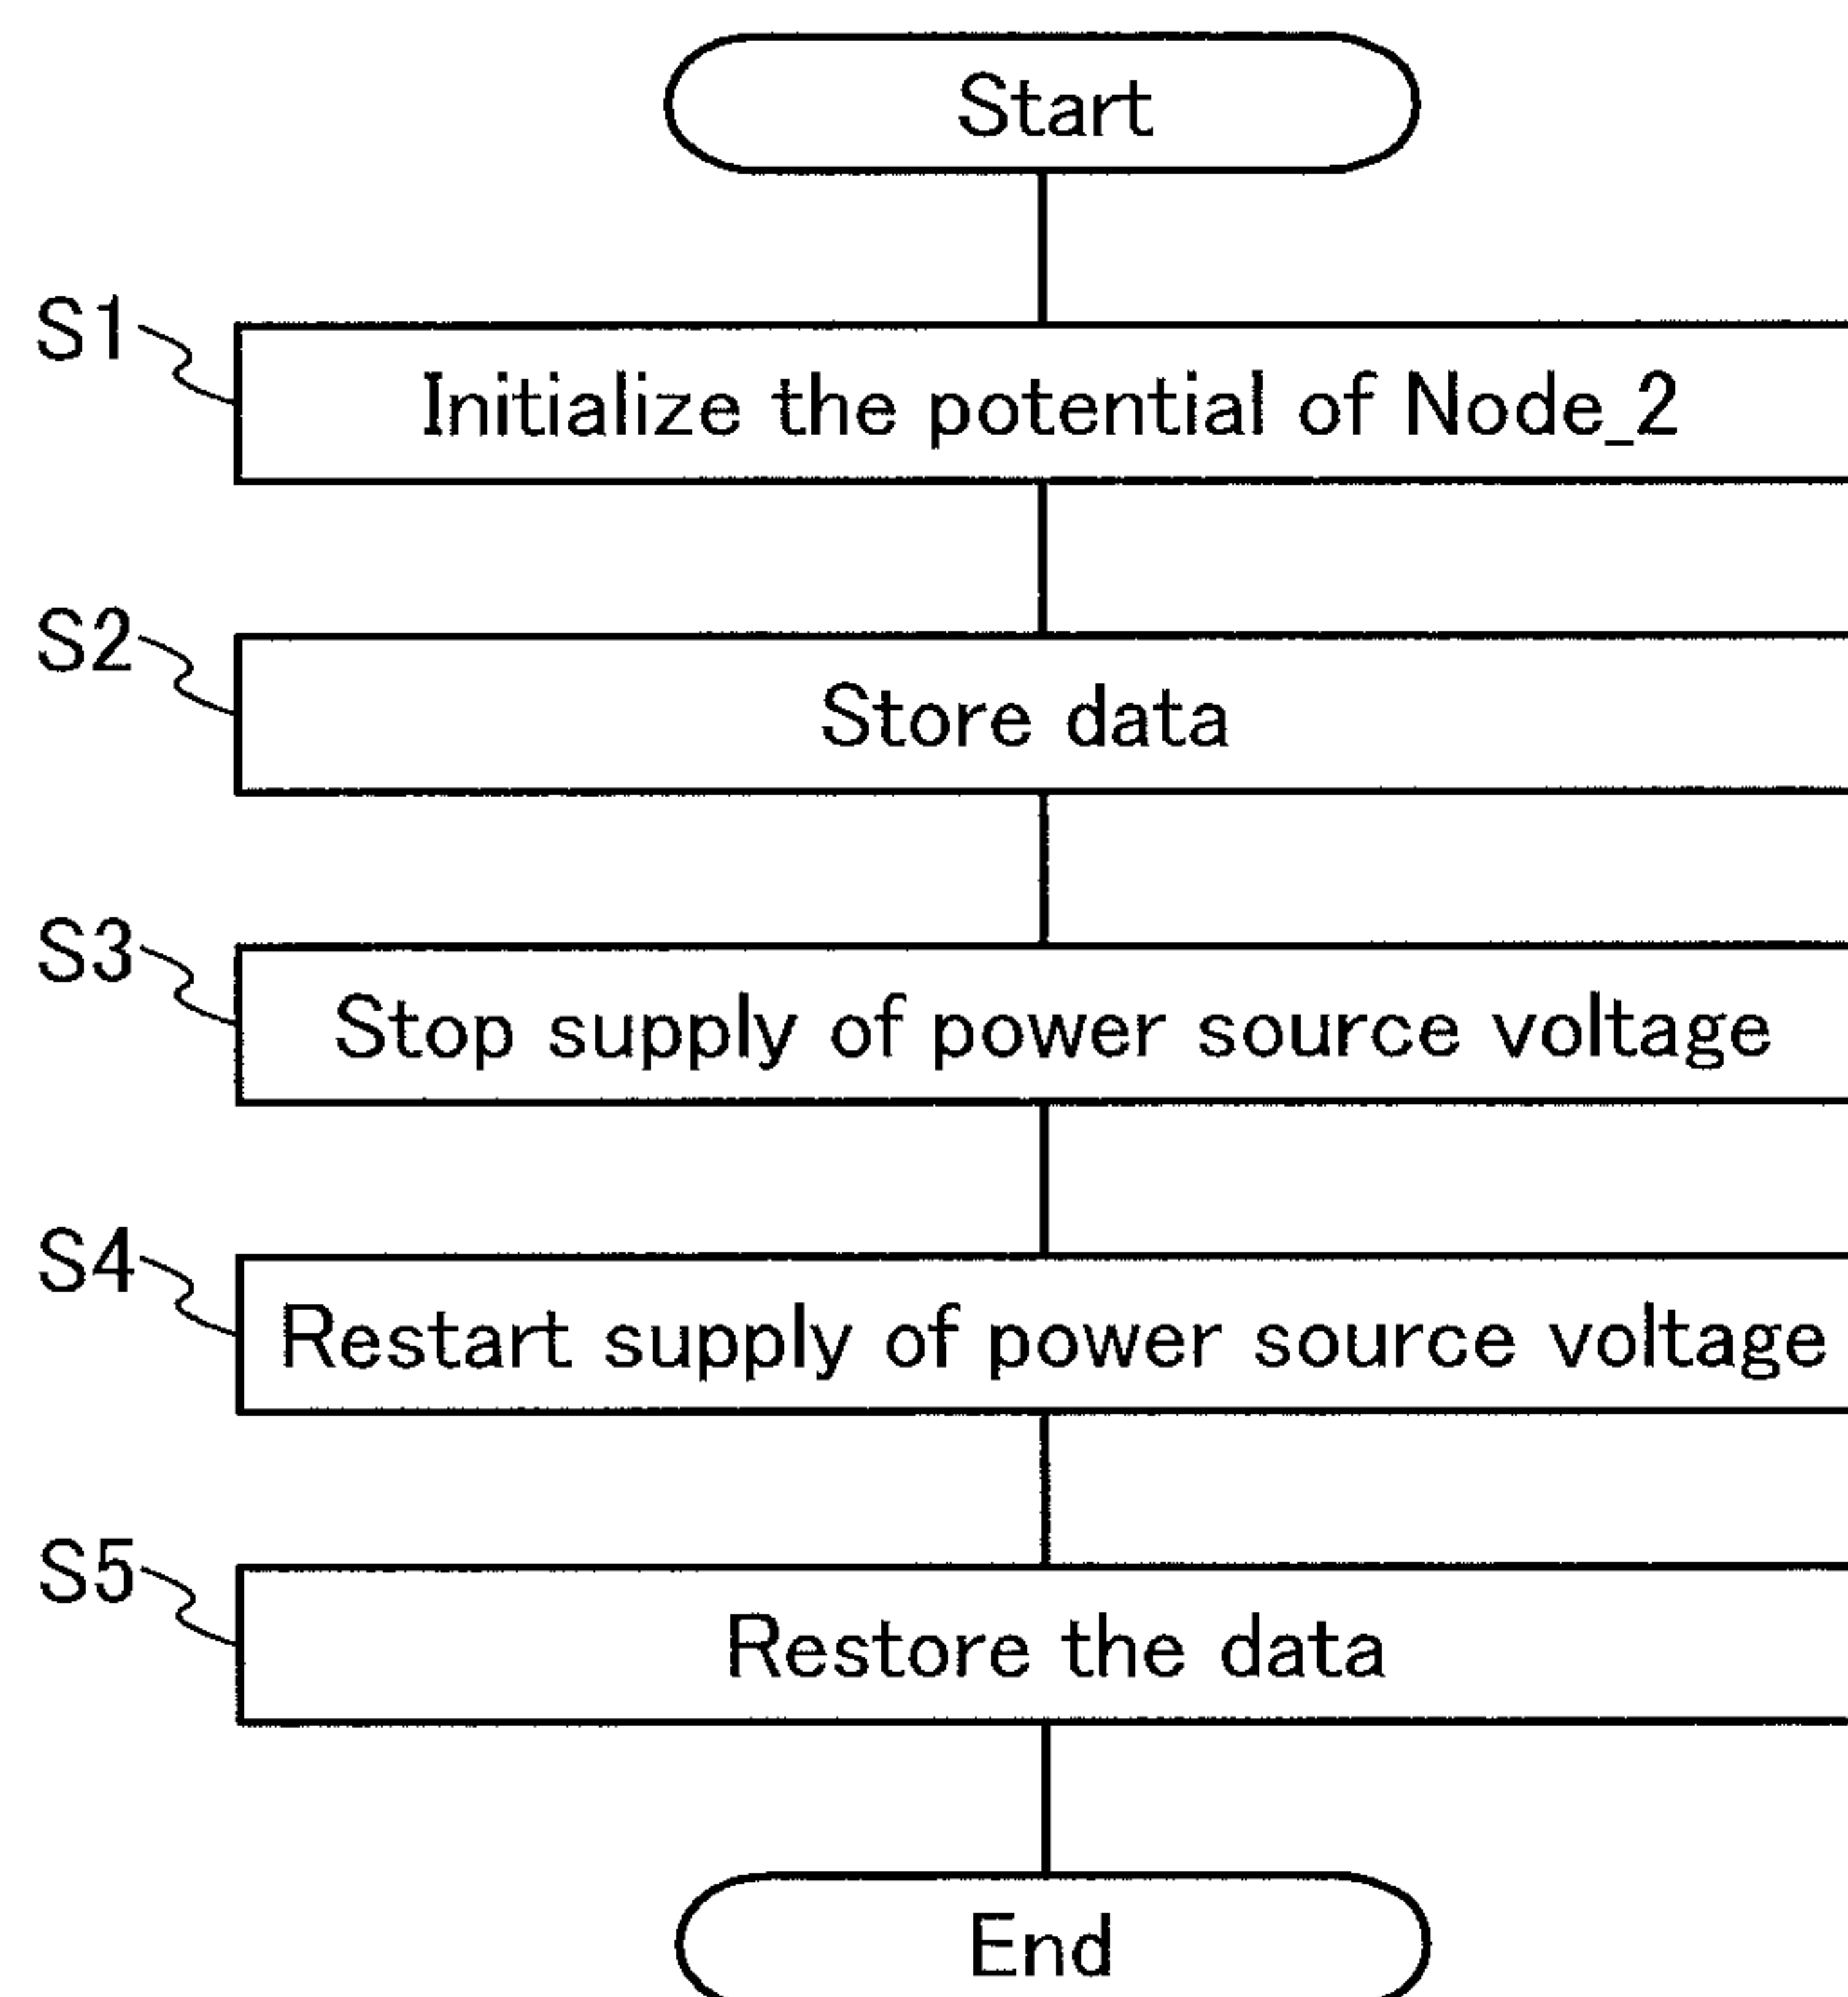 Start
S1
Initialize the potential of Node_2
S2
Store data
S3
Stop supply of power source voltage
S4
Restart supply of power source voltage
S5
Restore the data
End